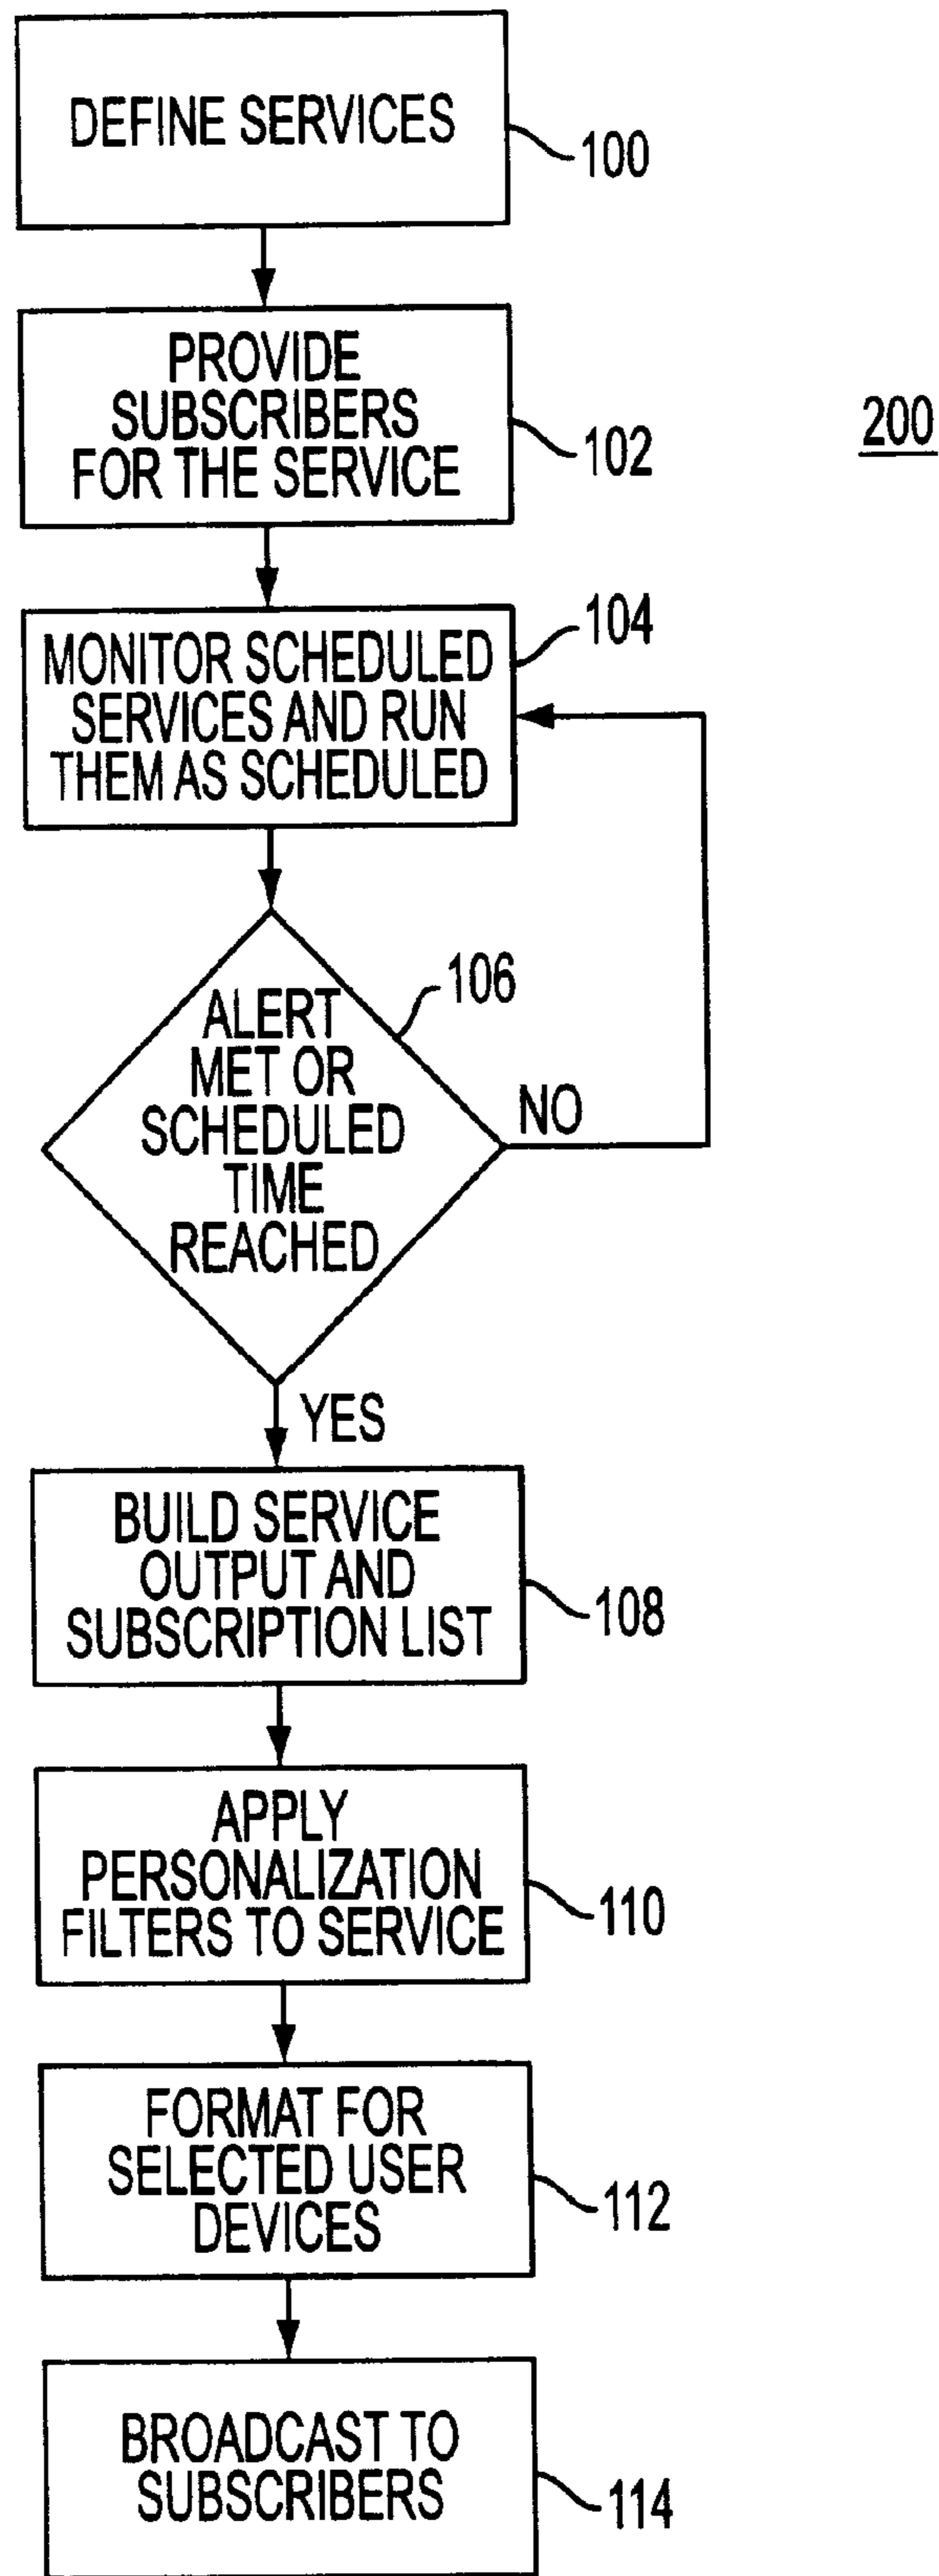 DEFINE SERVICES
100
PROVIDE
SUBSCRIBERS
FOR THE SERVICE
102
200
104
MONITOR SCHEDULED
SERVICES AND RUN
THEM AS SCHEDULED
106
ALERT
MET OR
SCHEDULED
TIME
REACHED
NO
YES
BUILD SERVICE
OUTPUT AND
SUBSCRIPTION LIST
108
APPLY
PERSONALIZATION
FILTERS TO SERVICE
110
FORMAT FOR
SELECTED USER
DEVICES
112
BROADCAST TO
SUBSCRIBERS
114